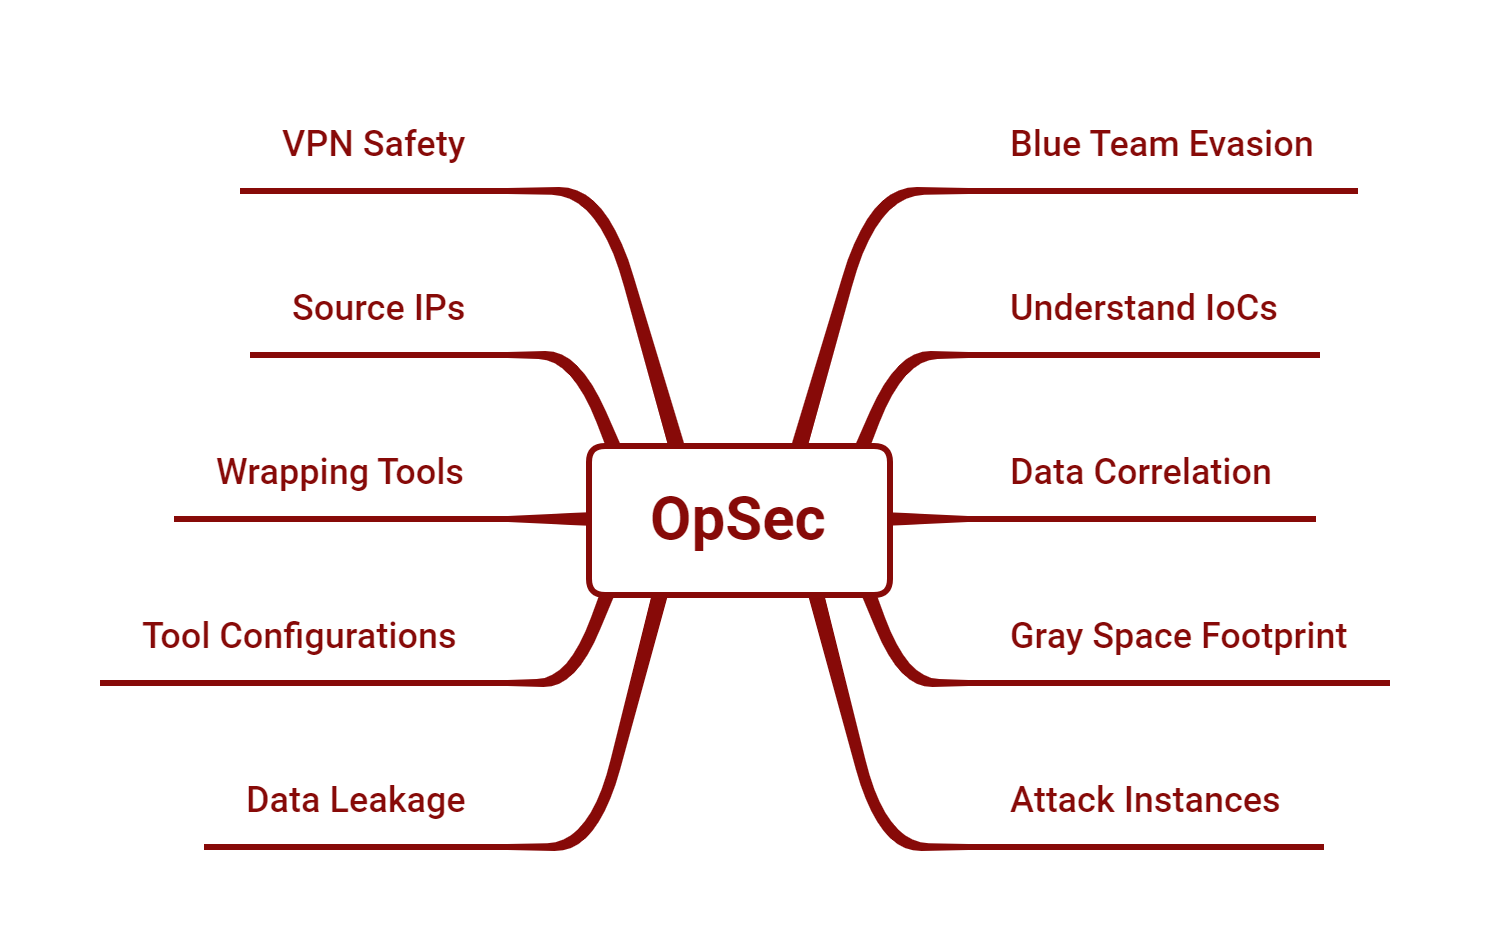 VPN Safety
Source IPs
Wrapping Tools
Tool Configurations
Data Leakage
OpSec
Blue Team Evasion
Understand IoCs
Data Correlation
Gray Space Footprint
Attack Instances